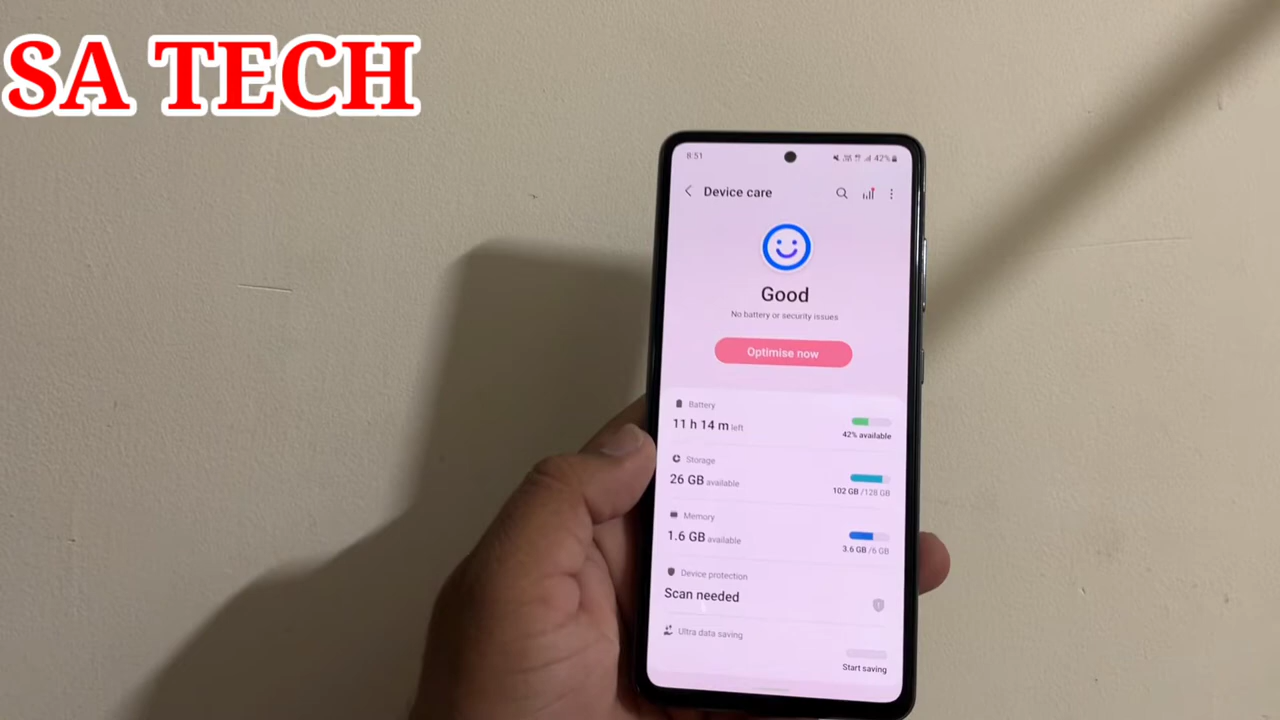 SA TECH
8:51
42%
Device care
Good
No battery or security issues
Optimise now
Battery
11 h 14 m left
42% available
Storage
26 GB available
102 GB /128 GB
Memory
1.6 GB available
3.6 GB /6 GB
Device protection
Scan needed
Ultra data saving
Start saving